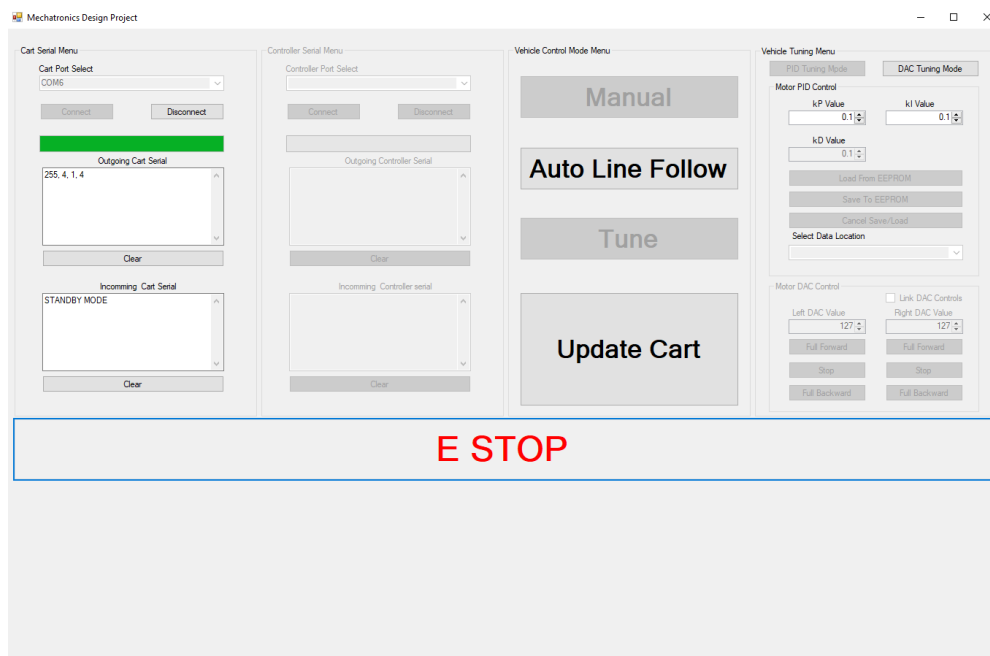 Mechatronics Design Project
Cart Serial Menu
Cart Port Select
COM6
Connect
Disconnect
Outgoing Cart Serial
255, 4, 1, 4
Clear
Incomming Cart Serial
STANDBY MODE
Clear
Controller Serial Menu
Controller Port Select
Connect
Disconnect
Outgoing Controller Serial
Clear
Incomming Controller serial
Clear
Vehicle Control Mode Menu
Manual
Auto Line Follow
Tune
Update Cart
Vehicle Tuning Menu
PID Tuning Mode
DAC Tuning Mode
Motor PID Control
kP Value
kI Value
0.1
0.1
kD Value
0.1
Load From EEPROM
Save To EEPROM
Cancel Save/Load
Select Data Location
Motor DAC Control
Link DAC Controls
Left DAC Value
Right DAC Value
127
127
Full Forward
Full Forward
Stop
Stop
Full Backward
Full Backward
E STOP